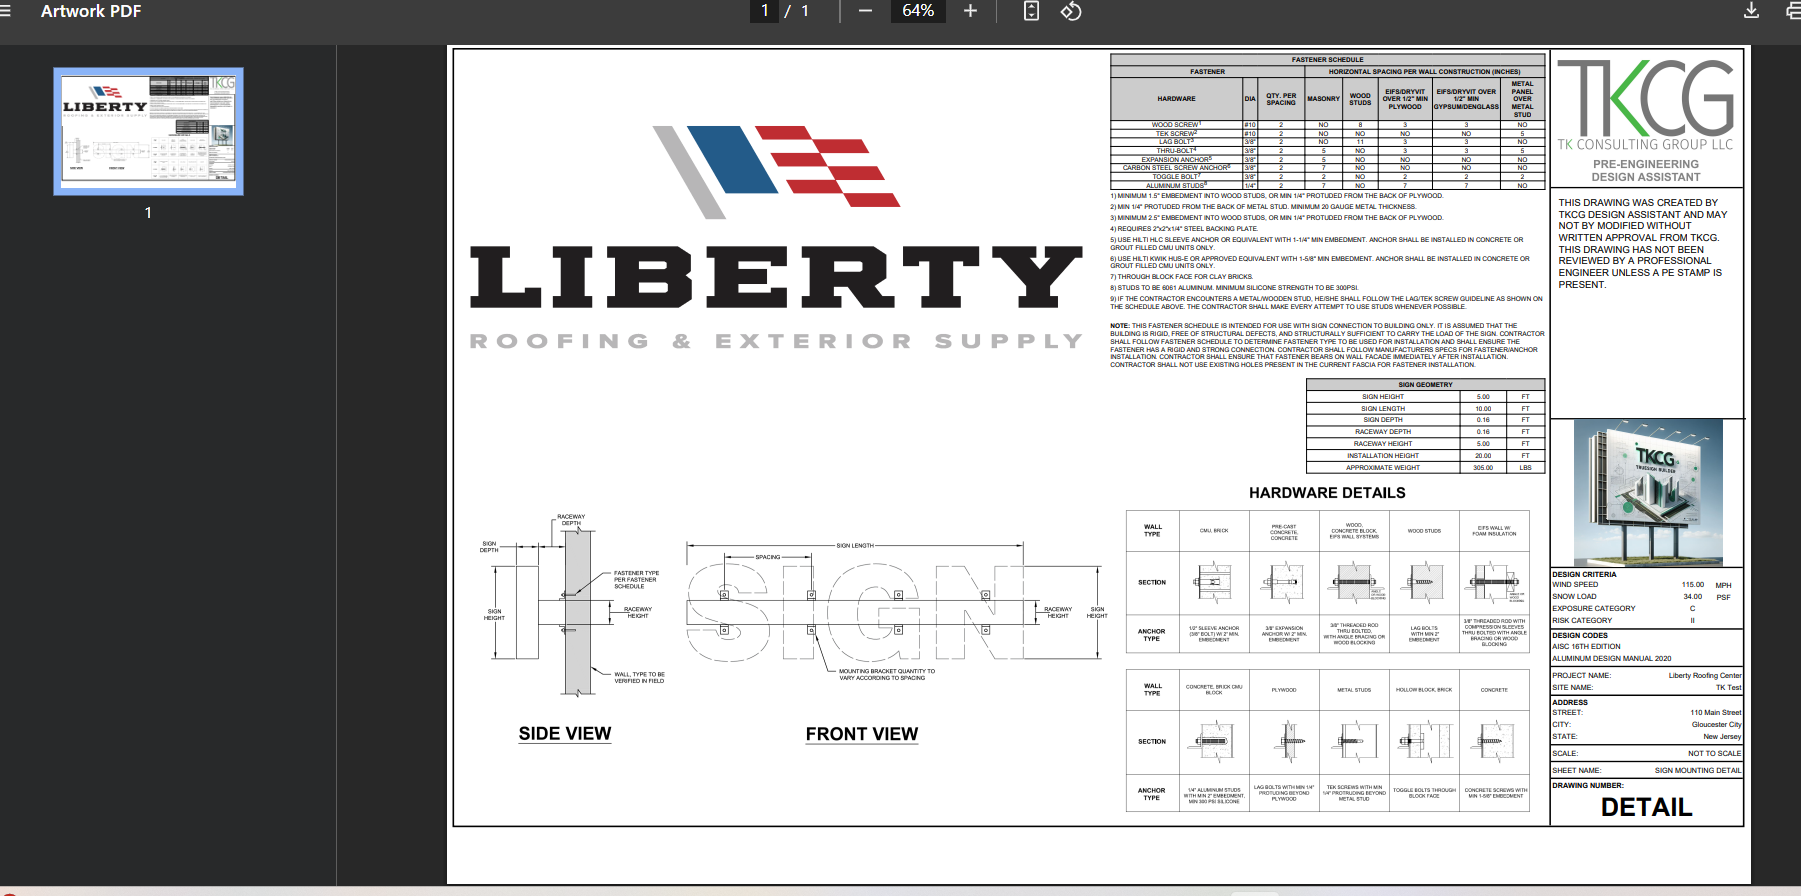 Artwork PDF
1 / 1
64%
1
LIBERTY
ROOFING & EXTERIOR SUPPLY
FASTENER SCHEDULE
FASTENER HORIZONTAL SPACING PER WALL CONSTRUCTION (INCHES)
HARDWARE DIA QTY. PER SPACING MASONRY WOOD STUDS EIFS/DRYVIT OVER 1/2" MIN PLYWOOD EIFS/DRYVIT OVER 1/2" MIN GYPSUM/DENGLASS METAL PANEL OVER METAL STUD
WOOD SCREW1 #10 2 NO 8 3 3 NO
TEK SCREW2 #10 2 NO NO NO NO 5
LAG BOLT3 3/8" 2 NO 11 3 3 NO
THRU-BOLT4 3/8" 2 5 NO 3 3 5
EXPANSION ANCHOR5 3/8" 2 5 NO NO NO NO
CARBON STEEL SCREW ANCHOR6 3/8" 2 7 NO NO NO NO
TOGGLE BOLT7 3/8" 2 2 NO 2 2 2
ALUMINUM STUDS8 1/4" 2 7 NO 7 7 NO
1) MINIMUM 1.5" EMBEDMENT INTO WOOD STUDS, OR MIN 1/4" PROTUDED FROM THE BACK OF PLYWOOD.
2) MIN 1/4" PROTUDED FROM THE BACK OF METAL STUD. MINIMUM 20 GAUGE METAL THICKNESS.
3) MINIMUM 2.5" EMBEDMENT INTO WOOD STUDS, OR MIN 1/4" PROTUDED FROM THE BACK OF PLYWOOD.
4) REQUIRES 2"x2"x1/4" STEEL BACKING PLATE.
5) USE HILTI HLC SLEEVE ANCHOR OR EQUIVALENT WITH 1-1/4" MIN EMBEDMENT. ANCHOR SHALL BE INSTALLED IN CONCRETE OR
GROUT FILLED CMU UNITS ONLY.
6) USE HILTI KWIK HUS-E OR APPROVED EQUIVALENT WITH 1-5/8" MIN EMBEDMENT. ANCHOR SHALL BE INSTALLED IN CONCRETE OR
GROUT FILLED CMU UNITS ONLY.
7) THROUGH BLOCK FACE FOR CLAY BRICKS.
8) STUDS TO BE 6061 ALUMINUM. MINIMUM SILICONE STRENGTH TO BE 300PSI.
9) IF THE CONTRACTOR ENCOUNTERS A METAL/WOODEN STUD, HE/SHE SHALL FOLLOW THE LAG/TEK SCREW GUIDELINE AS SHOWN ON
THE SCHEDULE ABOVE. THE CONTRACTOR SHALL MAKE EVERY ATTEMPT TO USE STUDS WHENEVER POSSIBLE.
NOTE: THIS FASTENER SCHEDULE IS INTENDED FOR USE WITH SIGN CONNECTION TO BUILDING ONLY. IT IS ASSUMED THAT THE
BUILDING IS RIGID, FREE OF STRUCTURAL DEFECTS, AND STRUCTURALLY SUFFICIENT TO CARRY THE LOAD OF THE SIGN. CONTRACTOR
SHALL FOLLOW FASTENER SCHEDULE TO DETERMINE FASTENER TYPE TO BE USED FOR INSTALLATION AND SHALL ENSURE THE
FASTENER HAS A RIGID AND STRONG CONNECTION. CONTRACTOR SHALL FOLLOW MANUFACTURERS SPECS FOR FASTENER/ANCHOR
INSTALLATION. CONTRACTOR SHALL ENSURE THAT FASTENER BEARS ON WALL FACADE IMMEDIATELY AFTER INSTALLATION.
CONTRACTOR SHALL NOT USE EXISTING HOLES PRESENT IN THE CURRENT FASCIA FOR FASTENER INSTALLATION.
SIGN GEOMETRY
SIGN HEIGHT 5.00 FT
SIGN LENGTH 10.00 FT
SIGN DEPTH 0.16 FT
RACEWAY DEPTH 0.16 FT
RACEWAY HEIGHT 5.00 FT
INSTALLATION HEIGHT 20.00 FT
APPROXIMATE WEIGHT 305.00 LBS
RACEWAY
DEPTH
SIGN
DEPTH
FASTENER TYPE
PER FASTENER
SCHEDULE
SIGN
HEIGHT
RACEWAY
HEIGHT
WALL, TYPE TO BE
VERIFIED IN FIELD
SIDE VIEW
SIGN LENGTH
SPACING
SIGN
RACEWAY
HEIGHT
SIGN
HEIGHT
MOUNTING BRACKET QUANTITY TO
VARY ACCORDING TO SPACING
FRONT VIEW
HARDWARE DETAILS
WALL TYPE CMU, BRICK PRE-CAST CONCRETE, CONCRETE WOOD, CONCRETE BLOCK, EIFS WALL SYSTEMS WOOD STUDS EIFS WALL W/ FOAM INSULATION
SECTION
ANCHOR TYPE 1/2" SLEEVE ANCHOR (3/8" BOLT) W/ 2" MIN. EMBEDMENT 3/8" EXPANSION ANCHOR W/ 2" MIN. EMBEDMENT 3/8" THREADED ROD THRU BOLTED, WITH ANGLE BRACING OR WOOD BLOCKING LAG BOLTS WITH MIN 2" EMBEDMENT 3/8" THREADED ROD WITH COMPRESSION SLEEVES THRU BOLTED WITH ANGLE BRACING OR WOOD BLOCKING
WALL TYPE CONCRETE, BRICK CMU BLOCK PLYWOOD METAL STUDS HOLLOW BLOCK, BRICK CONCRETE
SECTION
ANCHOR TYPE 1/4" ALUMINUM STUDS WITH MIN 2" EMBEDMENT, MIN 300 PSI SILICONE LAG BOLTS WITH MIN 1/4" PROTUDING BEYOND PLYWOOD TEK SCREWS WITH MIN 1/4" PROTRUDING BEYOND METAL STUD TOGGLE BOLTS THROUGH BLOCK FACE CONCRETE SCREWS WITH MIN 1-5/8" EMBEDMENT
TKCG
TK CONSULTING GROUP LLC
PRE-ENGINEERING
DESIGN ASSISTANT
THIS DRAWING WAS CREATED BY
TKCG DESIGN ASSISTANT AND MAY
NOT BY MODIFIED WITHOUT
WRITTEN APPROVAL FROM TKCG.
THIS DRAWING HAS NOT BEEN
REVIEWED BY A PROFESSIONAL
ENGINEER UNLESS A PE STAMP IS
PRESENT.
TKCG
TRUESIGN BUILDER
DESIGN CRITERIA
WIND SPEED 115.00 MPH
SNOW LOAD 34.00 PSF
EXPOSURE CATEGORY C
RISK CATEGORY II
DESIGN CODES
AISC 16TH EDITION
ALUMINUM DESIGN MANUAL 2020
PROJECT NAME: Liberty Roofing Center
SITE NAME: TK Test
ADDRESS
STREET: 110 Main Street
CITY: Gloucester City
STATE: New Jersey
SCALE: NOT TO SCALE
SHEET NAME: SIGN MOUNTING DETAIL
DRAWING NUMBER:
DETAIL